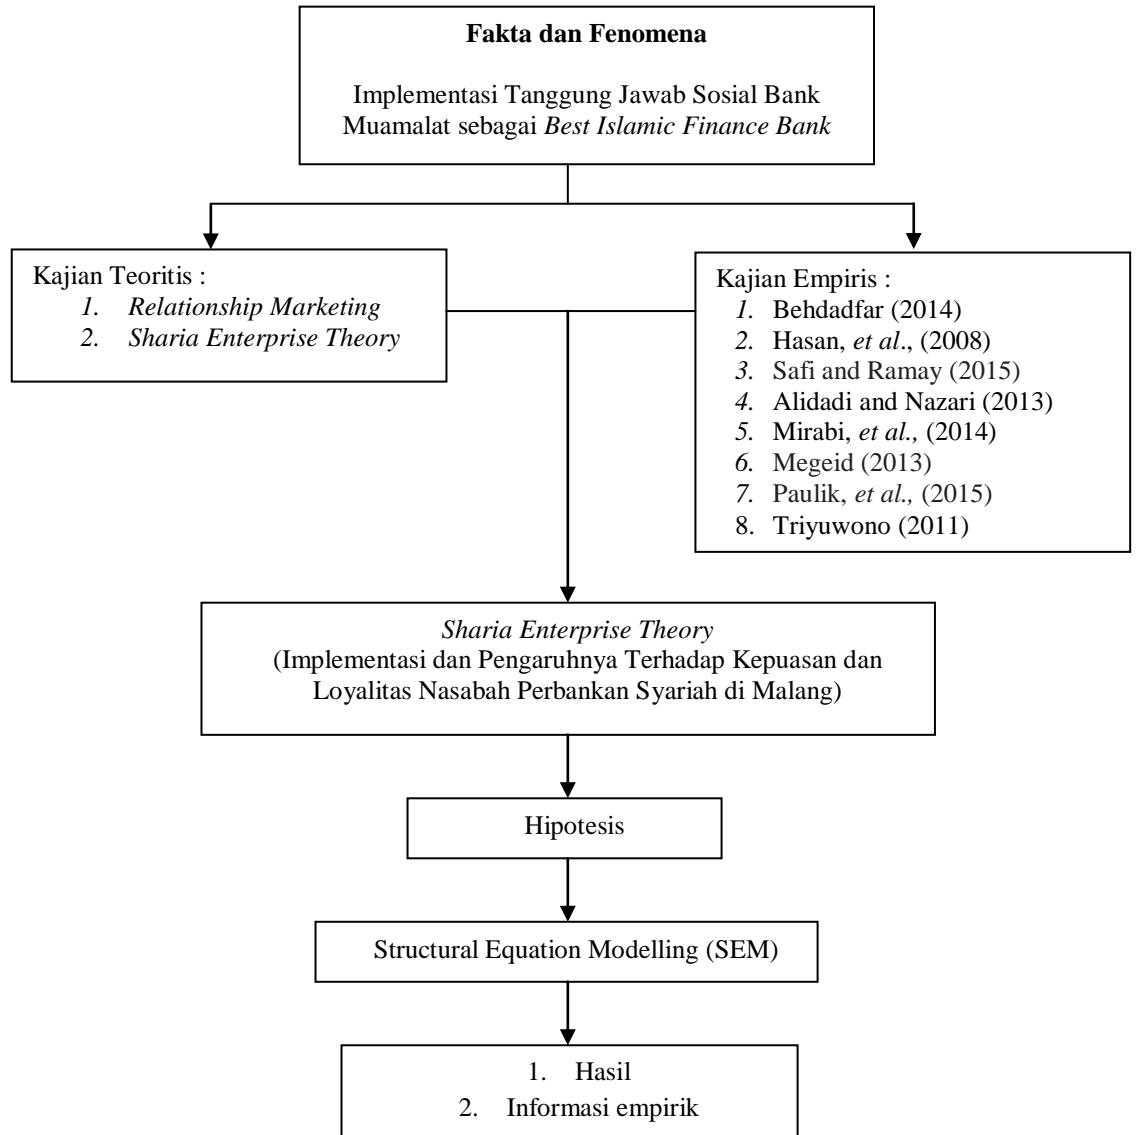 Fakta dan Fenomena
Implementasi Tanggung Jawab Sosial Bank
Muamalat sebagai Best Islamic Finance Bank
Kajian Teoritis :
1. Relationship Marketing
2. Sharia Enterprise Theory
Kajian Empiris :
1. Behdadfar (2014)
2. Hasan, et al., (2008)
3. Safi and Ramay (2015)
4. Alidadi and Nazari (2013)
5. Mirabi, et al., (2014)
6. Megeid (2013)
7. Paulik, et al., (2015)
8. Triyuwono (2011)
Sharia Enterprise Theory
(Implementasi dan Pengaruhnya Terhadap Kepuasan dan
Loyalitas Nasabah Perbankan Syariah di Malang)
Hipotesis
Structural Equation Modelling (SEM)
1. Hasil
2. Informasi empirik